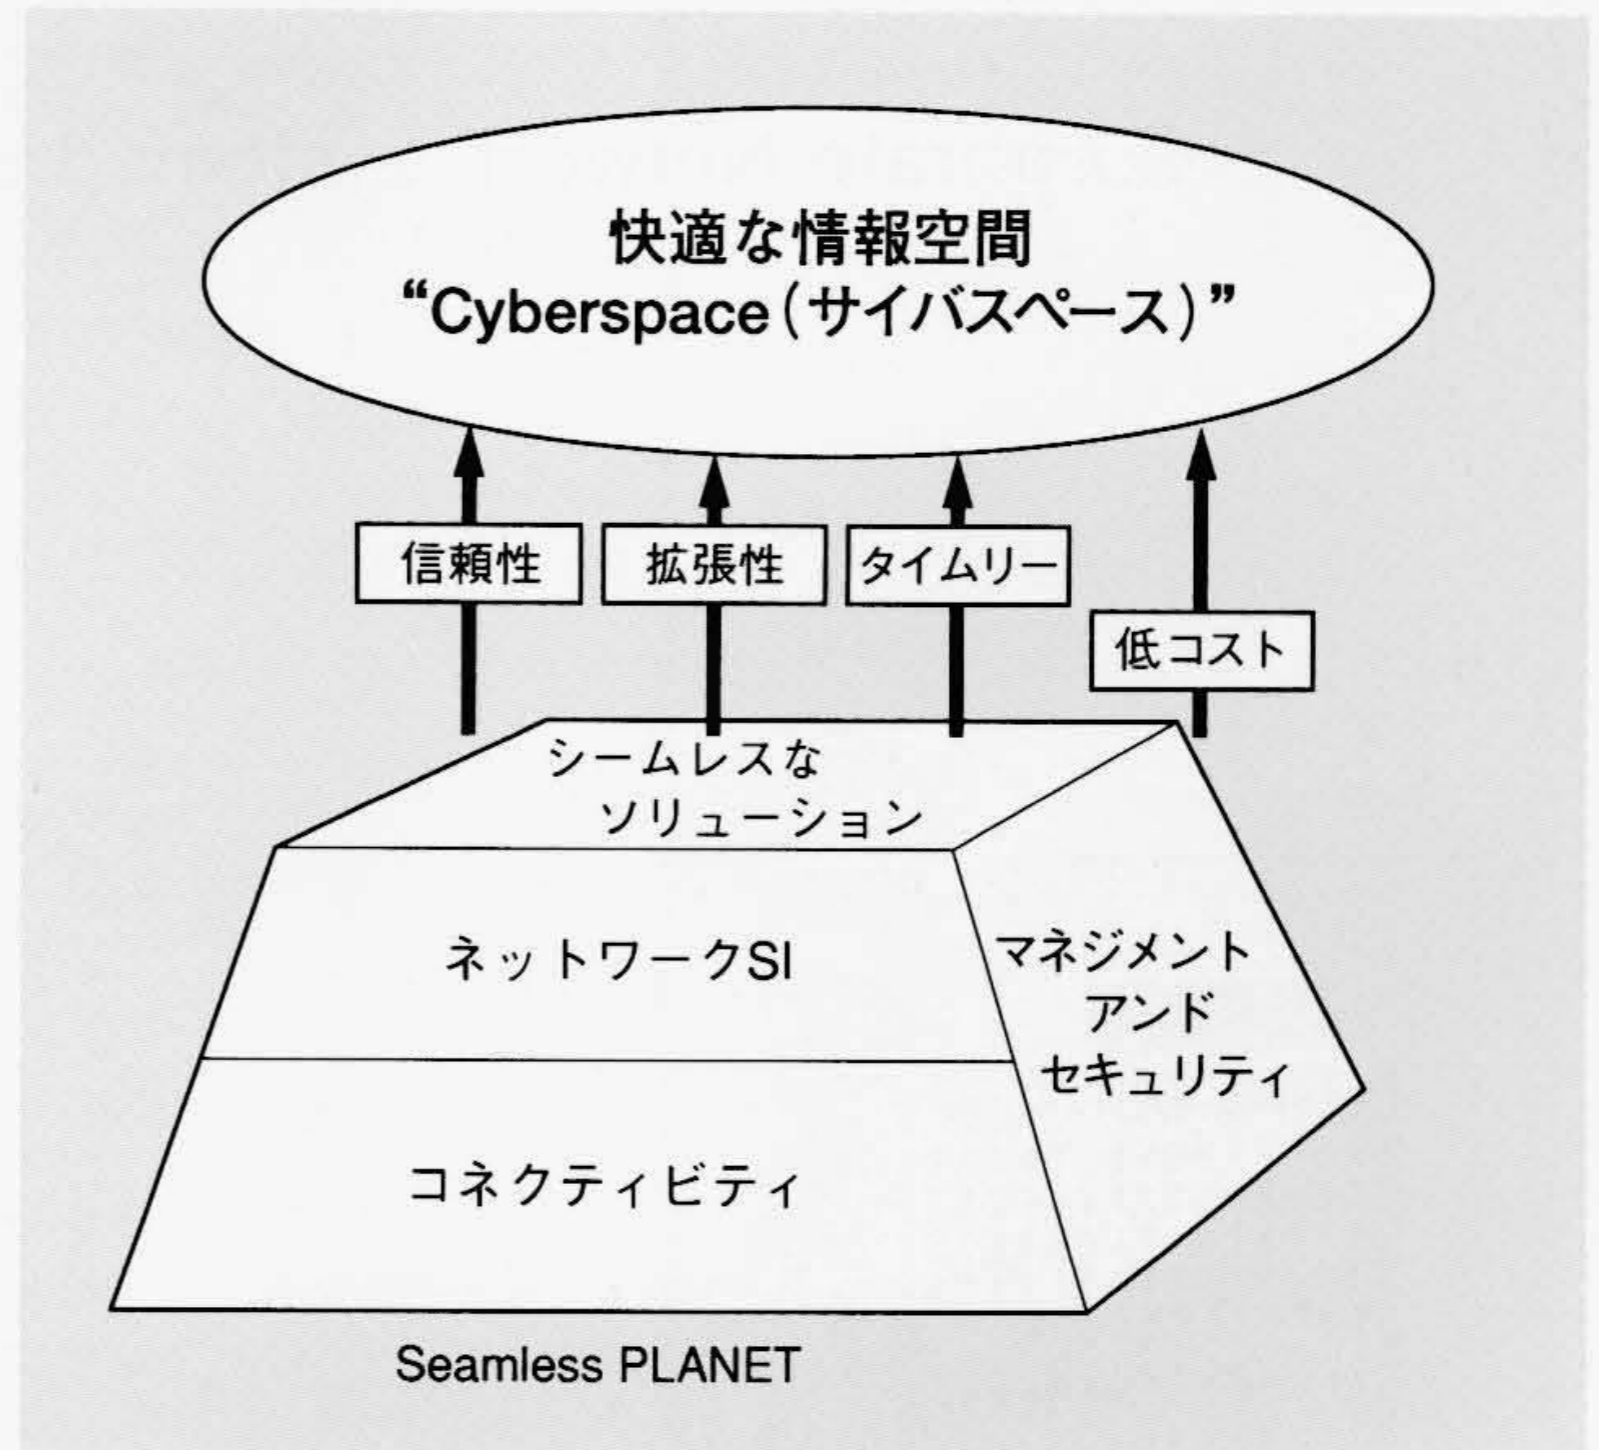 快適な情報空間
“Cyberspace（サイバスペース）”
信頼性
拡張性
タイムリー
低コスト
シームレスな
ソリューション
ネットワークSI
マネジメント
アンド
セキュリティ
コネクティビティ
Seamless PLANET